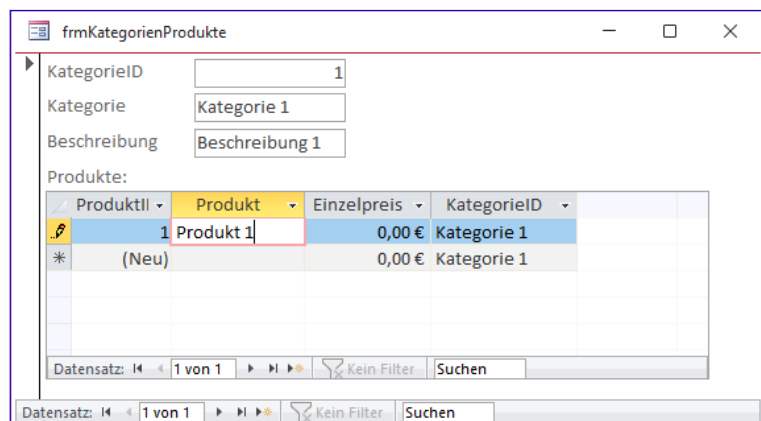 frmKategorienProdukte
KategorieID 1
Kategorie Kategorie 1
Beschreibung Beschreibung 1
Produkte:
ProduktII Produkt Einzelpreis KategorieID
1 Produkt 1 0,00 € Kategorie 1
(Neu) 0,00 € Kategorie 1
Datensatz: 1 von 1 Kein Filter Suchen
Datensatz: 1 von 1 Kein Filter Suchen